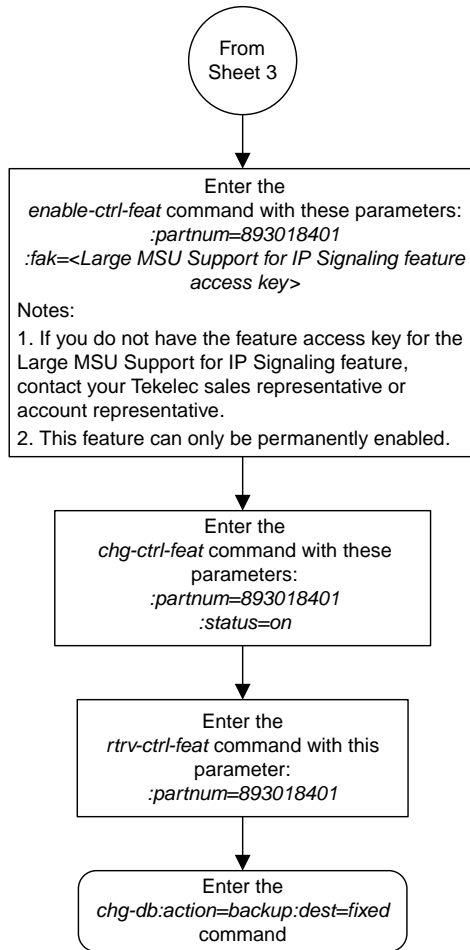 From
Sheet 3
Enter the
enable-ctrl-feat command with these parameters:
:partnum=893018401
:fak=<Large MSU Support for IP Signaling feature
access key>
Notes:
1. If you do not have the feature access key for the
Large MSU Support for IP Signaling feature,
contact your Tekelec sales representative or
account representative.
2. This feature can only be permanently enabled.
Enter the
chg-ctrl-feat command with these
parameters:
:partnum=893018401
:status=on
Enter the
rtrv-ctrl-feat command with this
parameter:
:partnum=893018401
Enter the
chg-db:action=backup:dest=fixed
command